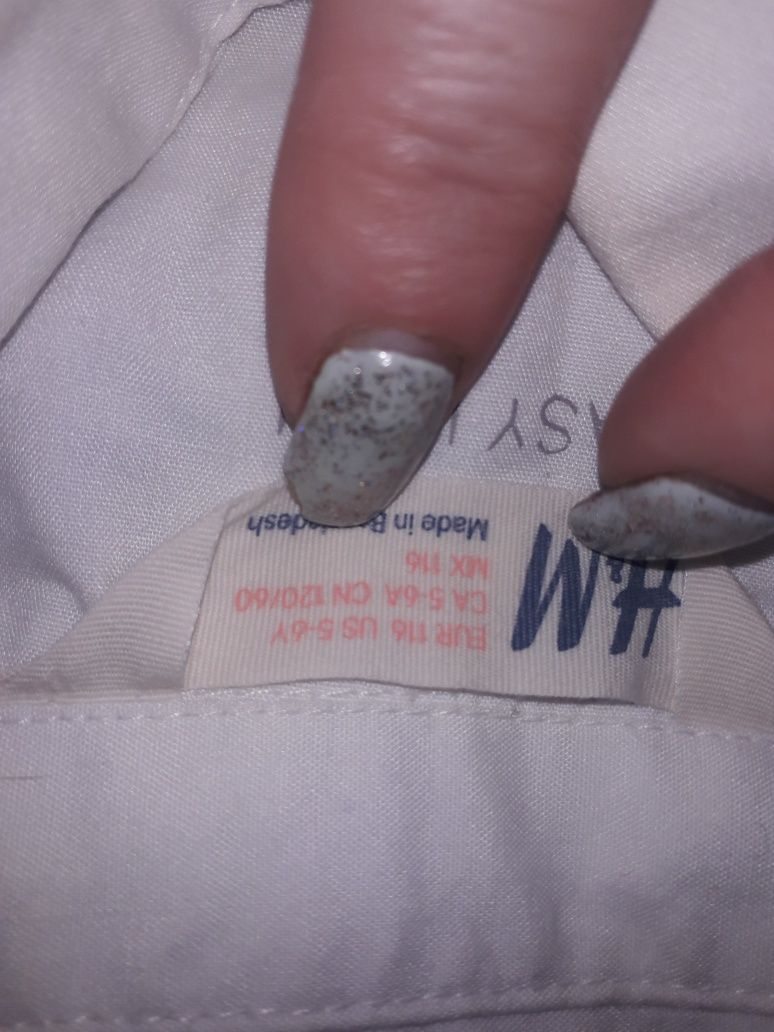 H&M
EUR 116 US 5-6Y
CA 5-6A CN 120/60
MX 116
Made in